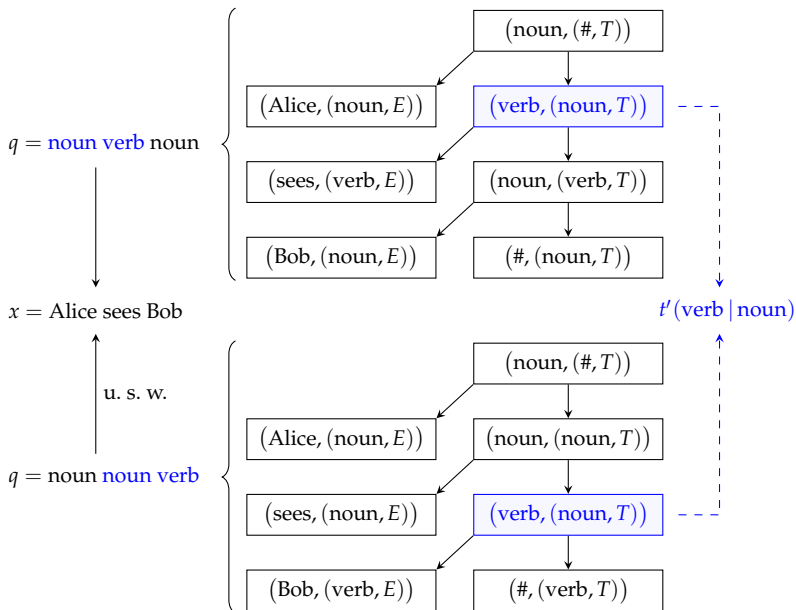 (noun, (#, T))
(Alice, (noun, E)) (verb, (noun, T))
q = noun verb noun
(sees, (verb, E)) (noun, (verb, T))
(Bob, (noun, E)) (#, (noun, T))
x = Alice sees Bob t′(verb | noun)
(noun, (#, T))
u. s. w.
(Alice, (noun, E)) (noun, (noun, T))
q = noun noun verb
(sees, (noun, E)) (verb, (noun, T))
(Bob, (verb, E)) (#, (verb, T))